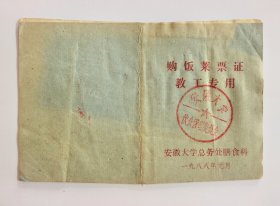 购饭菜票证
教工专用
安徽大学总务处膳食科
一九八八年元月